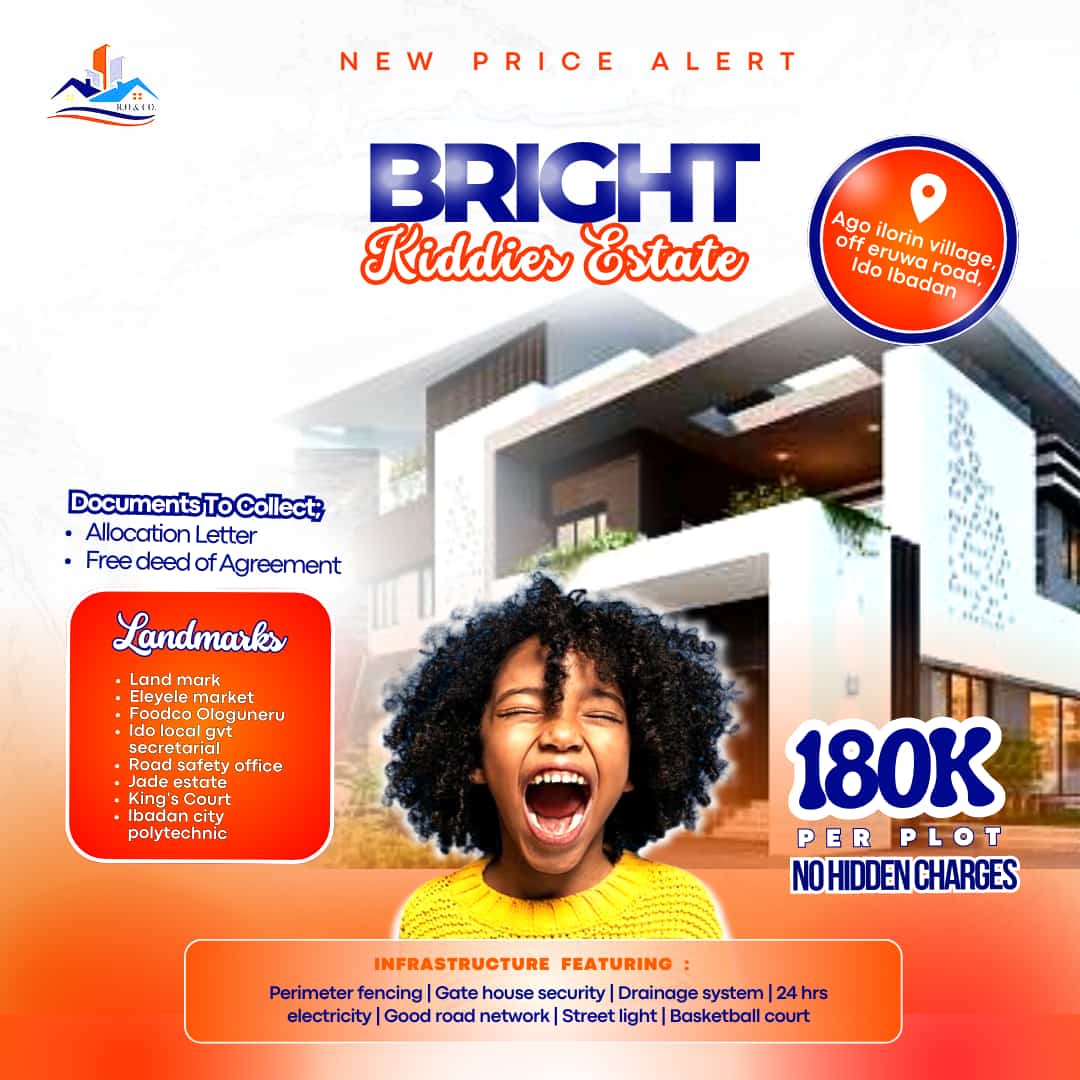 R.O & CO.
NEW PRICE ALERT
BRIGHT
Kiddies Estate
Ago ilorin village,
off eruwa road,
Ido Ibadan
Documents To Collect;
• Allocation Letter
• Free deed of Agreement
Landmarks
• Land mark
• Eleyele market
• Foodco Ologuneru
• Ido local gvt
secretarial
• Road safety office
• Jade estate
• King's Court
• Ibadan city
polytechnic
180K
PER PLOT
NO HIDDEN CHARGES
INFRASTRUCTURE FEATURING :
Perimeter fencing | Gate house security | Drainage system | 24 hrs
electricity | Good road network | Street light | Basketball court